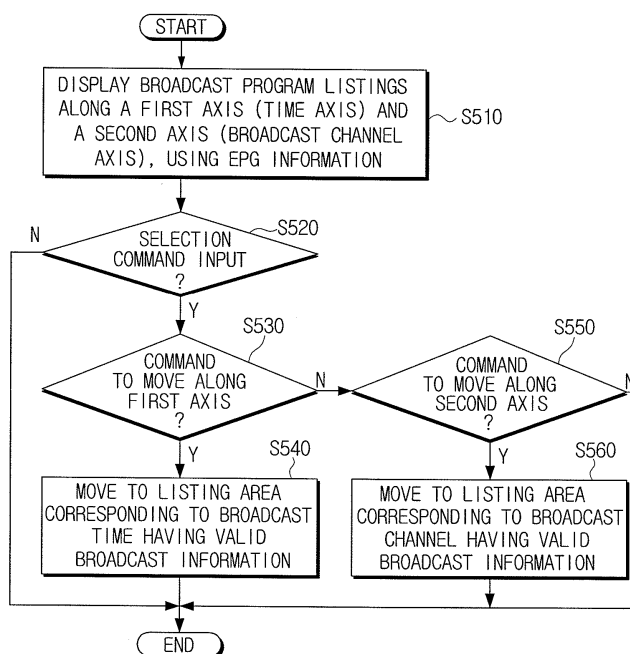 START
DISPLAY BROADCAST PROGRAM LISTINGS
ALONG A FIRST AXIS (TIME AXIS) AND
A SECOND AXIS (BROADCAST CHANNEL
AXIS), USING EPG INFORMATION
S510
S520
N
SELECTION
COMMAND INPUT
?
Y
S530
COMMAND
TO MOVE ALONG
FIRST AXIS
?
N
Y
S550
COMMAND
TO MOVE ALONG
SECOND AXIS
?
N
Y
S540
MOVE TO LISTING AREA
CORRESPONDING TO BROADCAST
TIME HAVING VALID
BROADCAST INFORMATION
S560
MOVE TO LISTING AREA
CORRESPONDING TO BROADCAST
CHANNEL HAVING VALID
BROADCAST INFORMATION
END